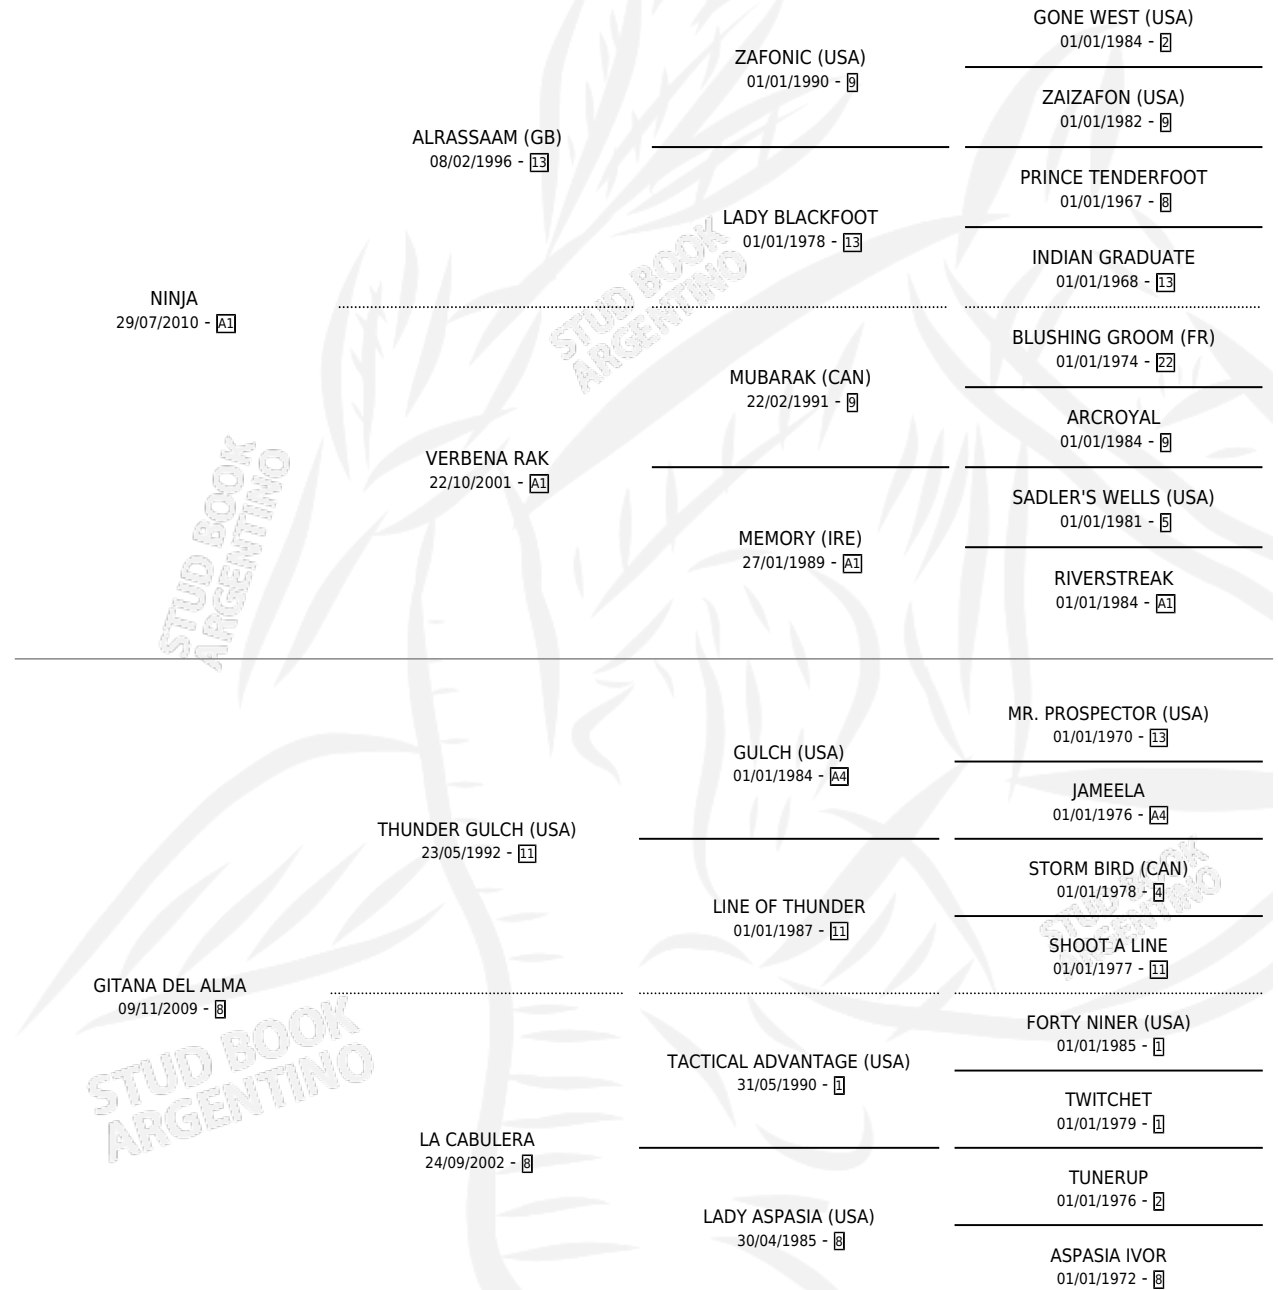 GONE WEST (USA)
01/01/1984 - 2
ZAFONIC (USA)
01/01/1990 - 9
ZAIZAFON (USA)
01/01/1982 - 9
ALRASSAAM (GB)
08/02/1996 - 13
PRINCE TENDERFOOT
01/01/1967 - 8
LADY BLACKFOOT
01/01/1978 - 13
INDIAN GRADUATE
01/01/1968 - 13
NINJA
29/07/2010 - A1
BLUSHING GROOM (FR)
01/01/1974 - 22
MUBARAK (CAN)
22/02/1991 - 9
ARCROYAL
01/01/1984 - 9
VERBENA RAK
22/10/2001 - A1
SADLER'S WELLS (USA)
01/01/1981 - 5
MEMORY (IRE)
27/01/1989 - A1
RIVERSTREAK
01/01/1984 - A1
MR. PROSPECTOR (USA)
01/01/1970 - 13
GULCH (USA)
01/01/1984 - A4
JAMEELA
01/01/1976 - A4
THUNDER GULCH (USA)
23/05/1992 - 11
STORM BIRD (CAN)
01/01/1978 - 4
LINE OF THUNDER
01/01/1987 - 11
SHOOT A LINE
01/01/1977 - 11
GITANA DEL ALMA
09/11/2009 - 8
FORTY NINER (USA)
01/01/1985 - 1
TACTICAL ADVANTAGE (USA)
31/05/1990 - 1
TWITCHET
01/01/1979 - 1
LA CABULERA
24/09/2002 - 8
TUNERUP
01/01/1976 - 2
LADY ASPASIA (USA)
30/04/1985 - 8
ASPASIA IVOR
01/01/1972 - 8
STUD BOOK
ARGENTINO
STUD BOOK
ARGENTINO
STUD BOOK
ARGENTINO
STUD BOOK
ARGENTINO